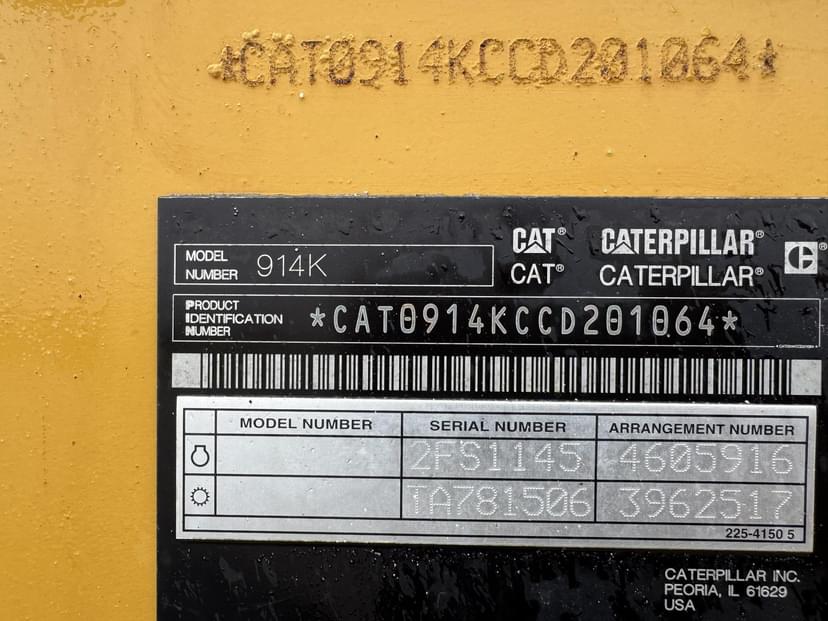 *CAT0914KCCD201064*
CAT® CATERPILLAR®
MODEL NUMBER 914K
CAT® CATERPILLAR®
PRODUCT IDENTIFICATION NUMBER *CAT0914KCCD201064*
MODEL NUMBER SERIAL NUMBER ARRANGEMENT NUMBER
2FS1145 4605916
TA781506 3962517
225-4150 5
CATERPILLAR INC.
PEORIA, IL 61629
USA